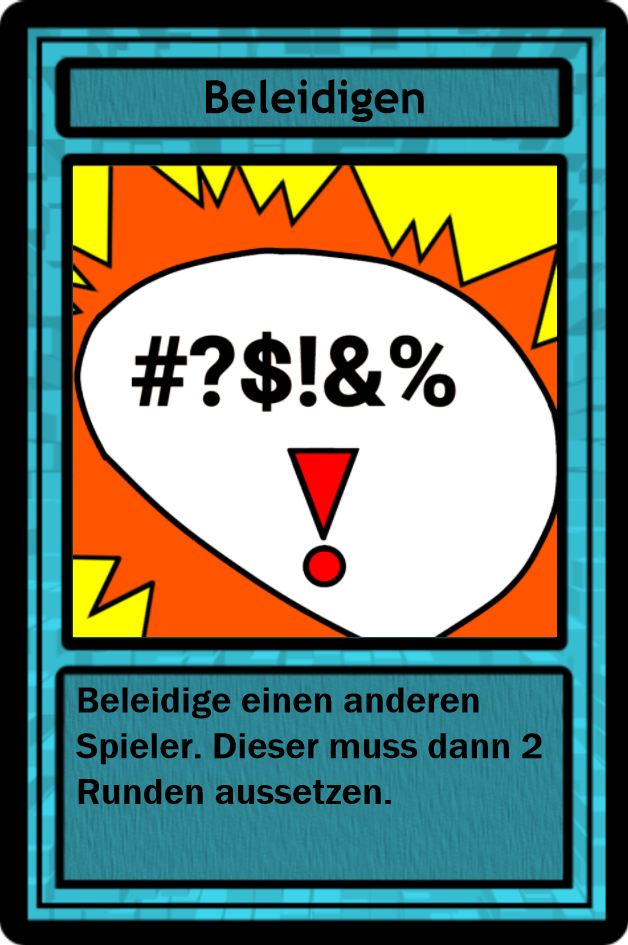 Beleidigen
#?$!&%
!
Beleidige einen anderen
Spieler. Dieser muss dann 2
Runden aussetzen.